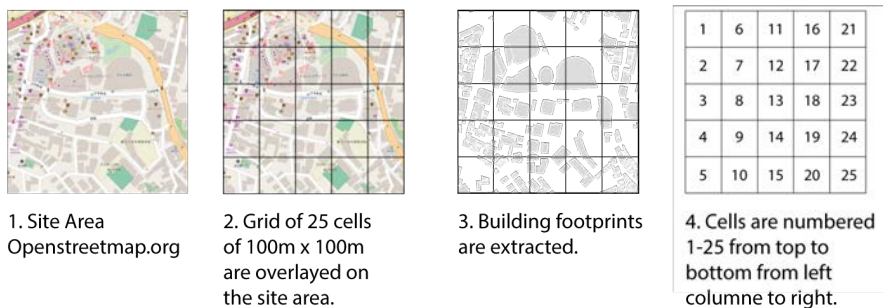 1. Site Area
Openstreetmap.org
2. Grid of 25 cells
of 100m x 100m
are overlayed on
the site area.
3. Building footprints
are extracted.
1 6 11 16 21
2 7 12 17 22
3 8 13 18 23
4 9 14 19 24
5 10 15 20 25
4. Cells are numbered
1-25 from top to
bottom from left
columne to right.